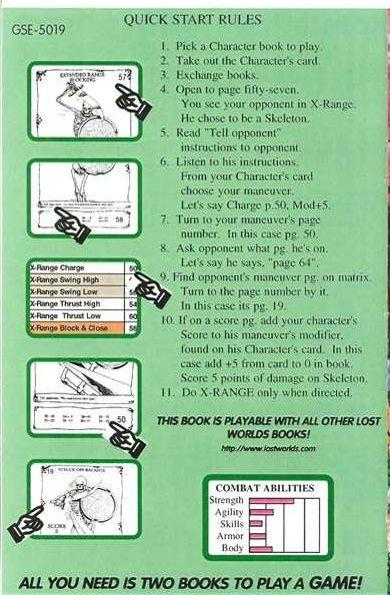 QUICK START RULES
GSE-5019
1. Pick a Character book to play.
2. Take out the Character's card.
3. Exchange books.
4. Open to page fifty-seven.
You see your opponent in X-Range.
He chose to be a Skeleton.
5. Read "Tell opponent"
instructions to opponent.
6. Listen to his instructions.
From your Character's card
choose your maneuver.
Let's say Charge p.50, Mod+5.
7. Turn to your maneuver's page
number. In this case pg. 50.
8. Ask opponent what pg. he's on.
Let's say he says, "page 64".
9. Find opponent's maneuver pg. on matrix.
Turn to the page number by it.
In this case its pg. 19.
10. If on a score pg. add your character's
Score to his maneuver's modifier,
found on his Character's card. In this
case add +5 from card to 0 in book.
Score 5 points of damage on Skeleton.
11. Do X-RANGE only when directed.
EXTENDED RANGE
BLOCKING
57
58
X-Range Charge 50
X-Range Swing High
X-Range Swing Low
X-Range Thrust High 54
X-Range Thrust Low 60
X-Range Block & Close 58
50
19
STRUCK OFF BALANCE
SCORE
THIS BOOK IS PLAYABLE WITH ALL OTHER LOST
WORLDS BOOKS!
http://www.lostworlds.com
COMBAT ABILITIES
Strength
Agility
Skills
Armor
Body
ALL YOU NEED IS TWO BOOKS TO PLAY A GAME!